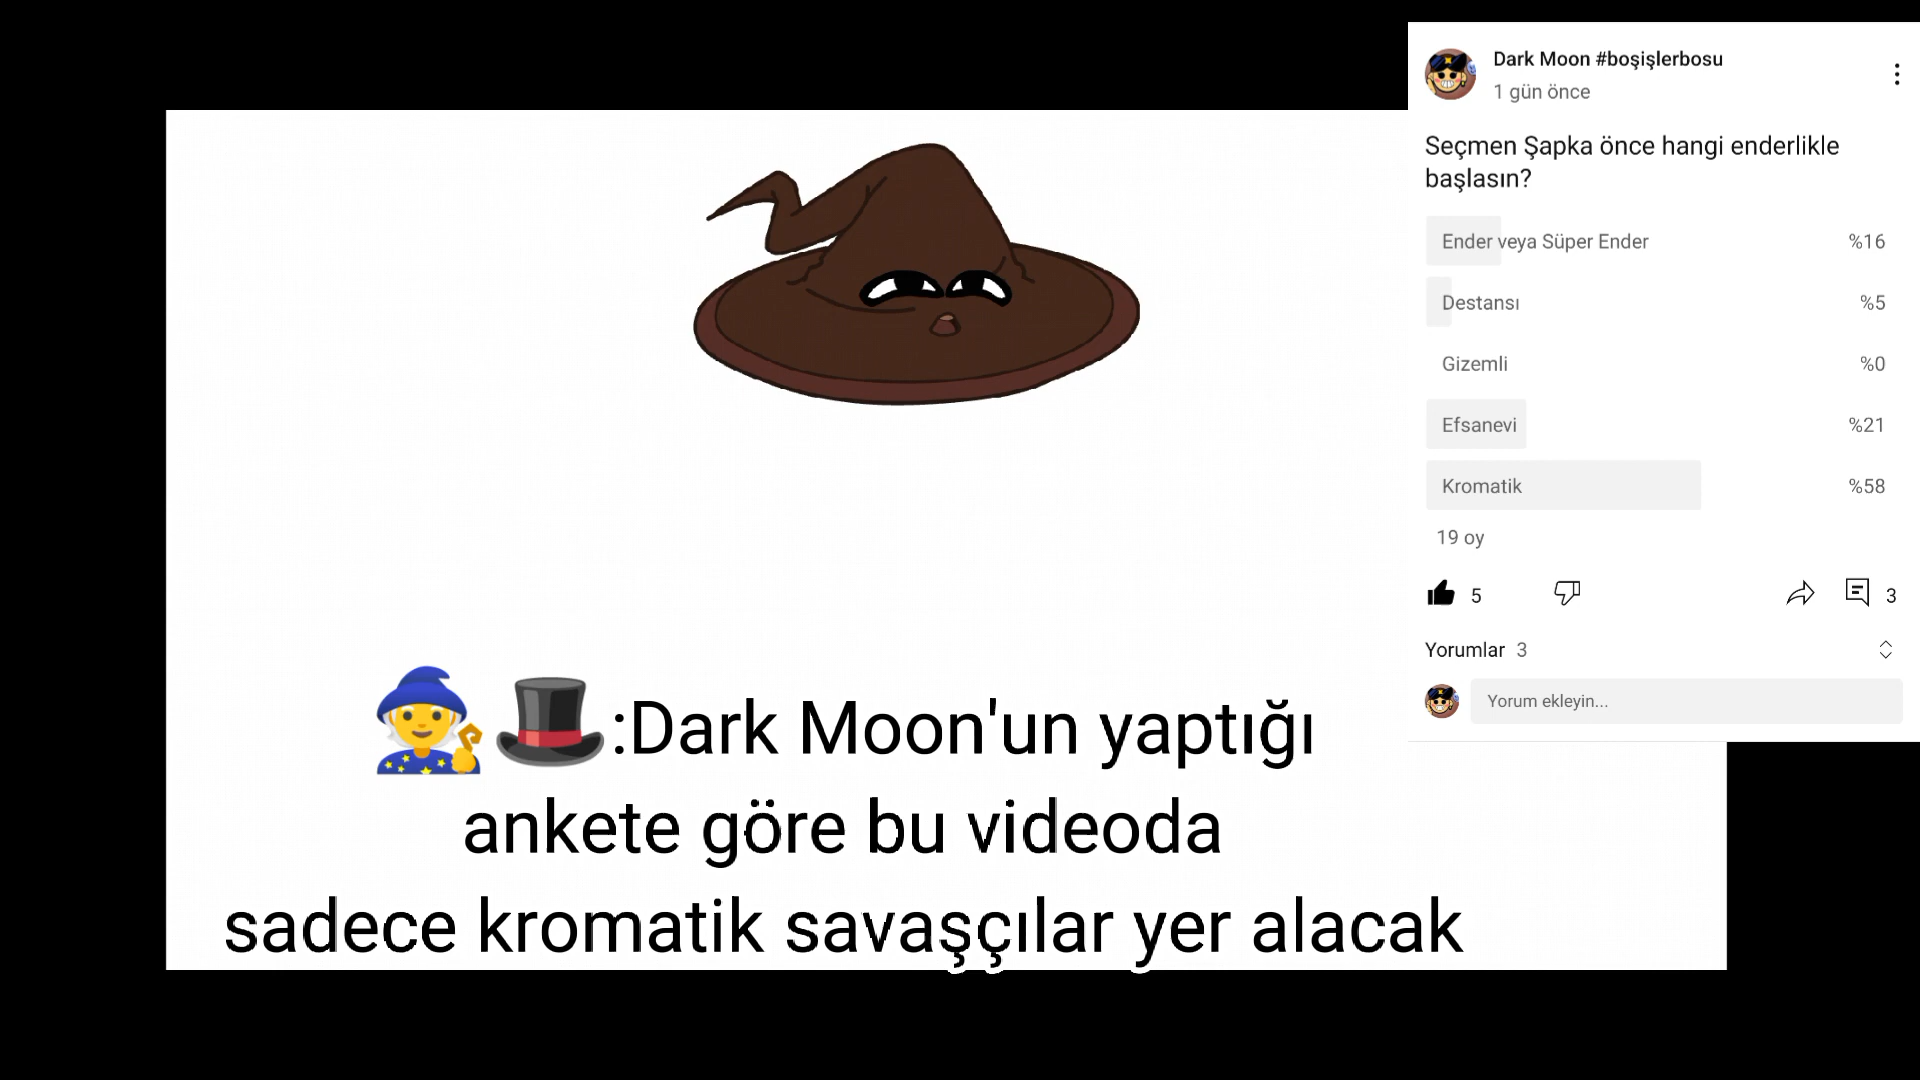 Dark Moon #boşişlerbosu
1 gün önce
Seçmen Şapka önce hangi enderlikle
başlasın?
Ender veya Süper Ender %16
Destansı %5
Gizemli %0
Efsanevi %21
Kromatik %58
19 oy
5 3
Yorumlar 3
Yorum ekleyin...
:Dark Moon'un yaptığı
ankete göre bu videoda
sadece kromatik savaşçılar yer alacak